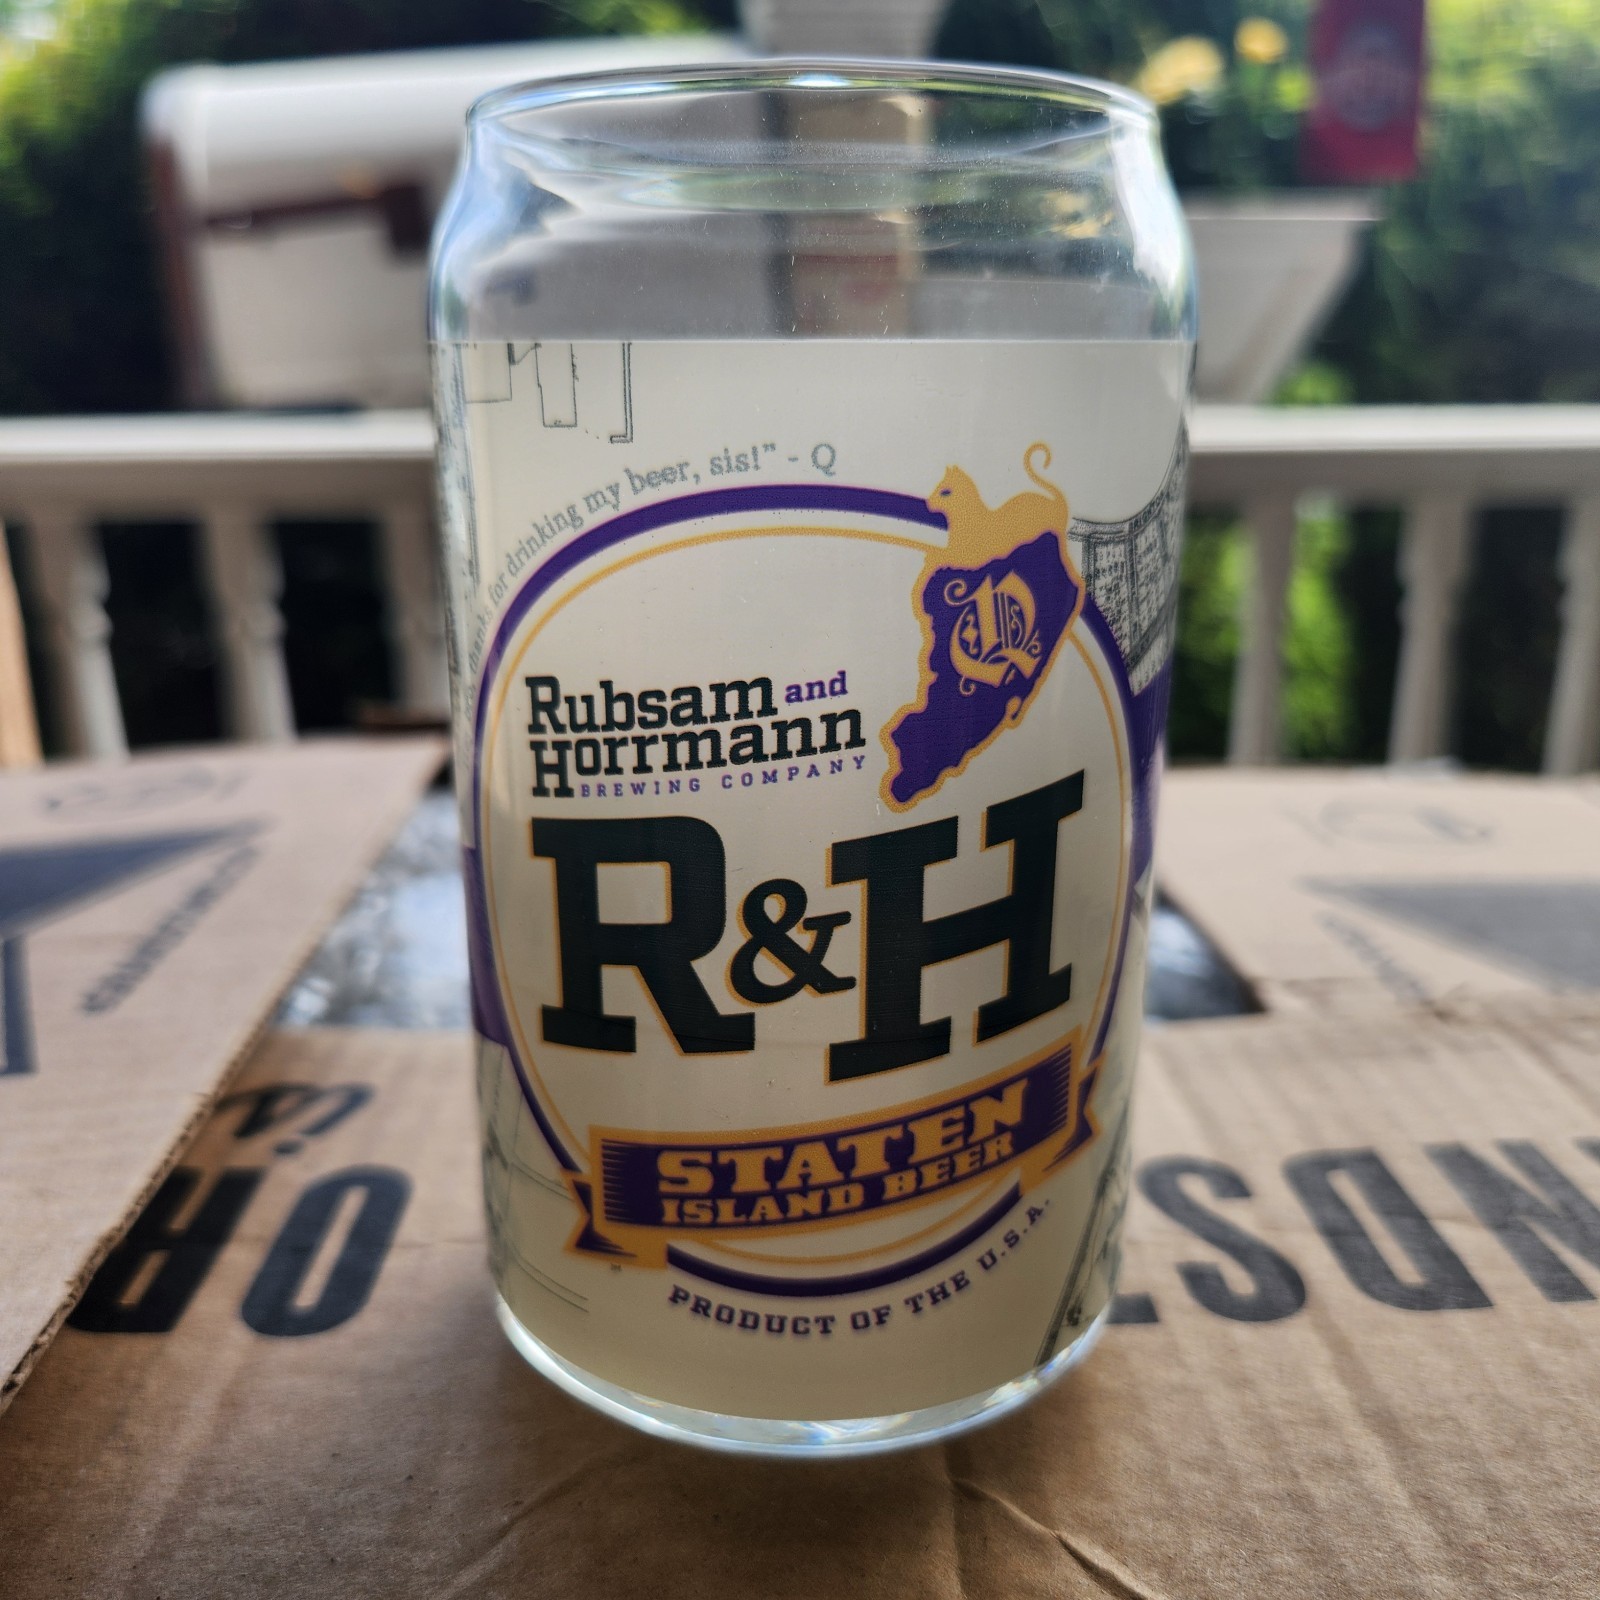 thanks for drinking my beer, sis!" - Q
Q
Rubsam and
Horrmann
BREWING COMPANY
R&H
STATEN
ISLAND BEER
PRODUCT OF THE U.S.A.